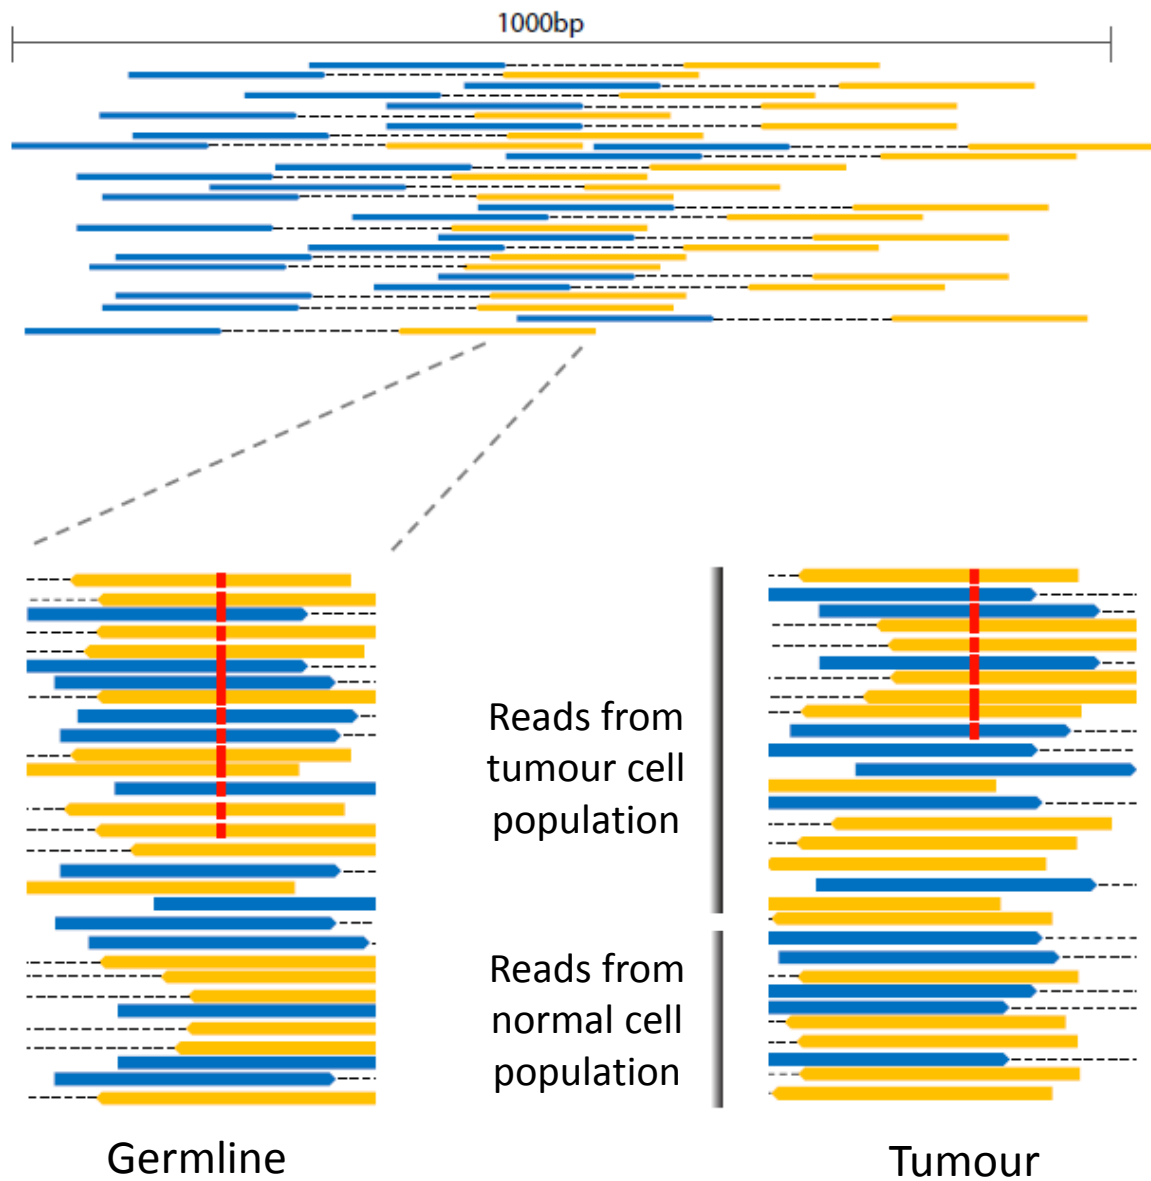 1000bp
Reads from
tumour cell
population
Reads from
normal cell
population
Germline
Tumour